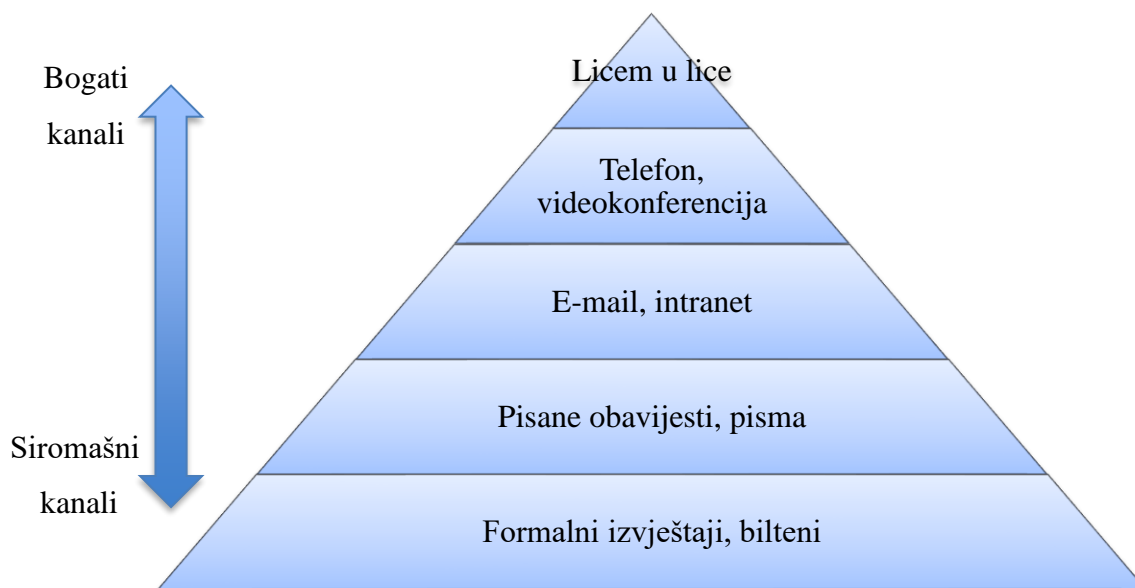 Bogati
kanali
Licem u lice
Telefon,
videokonferencija
E-mail, intranet
Pisane obavijesti, pisma
Siromašni
kanali
Formalni izvještaji, bilteni